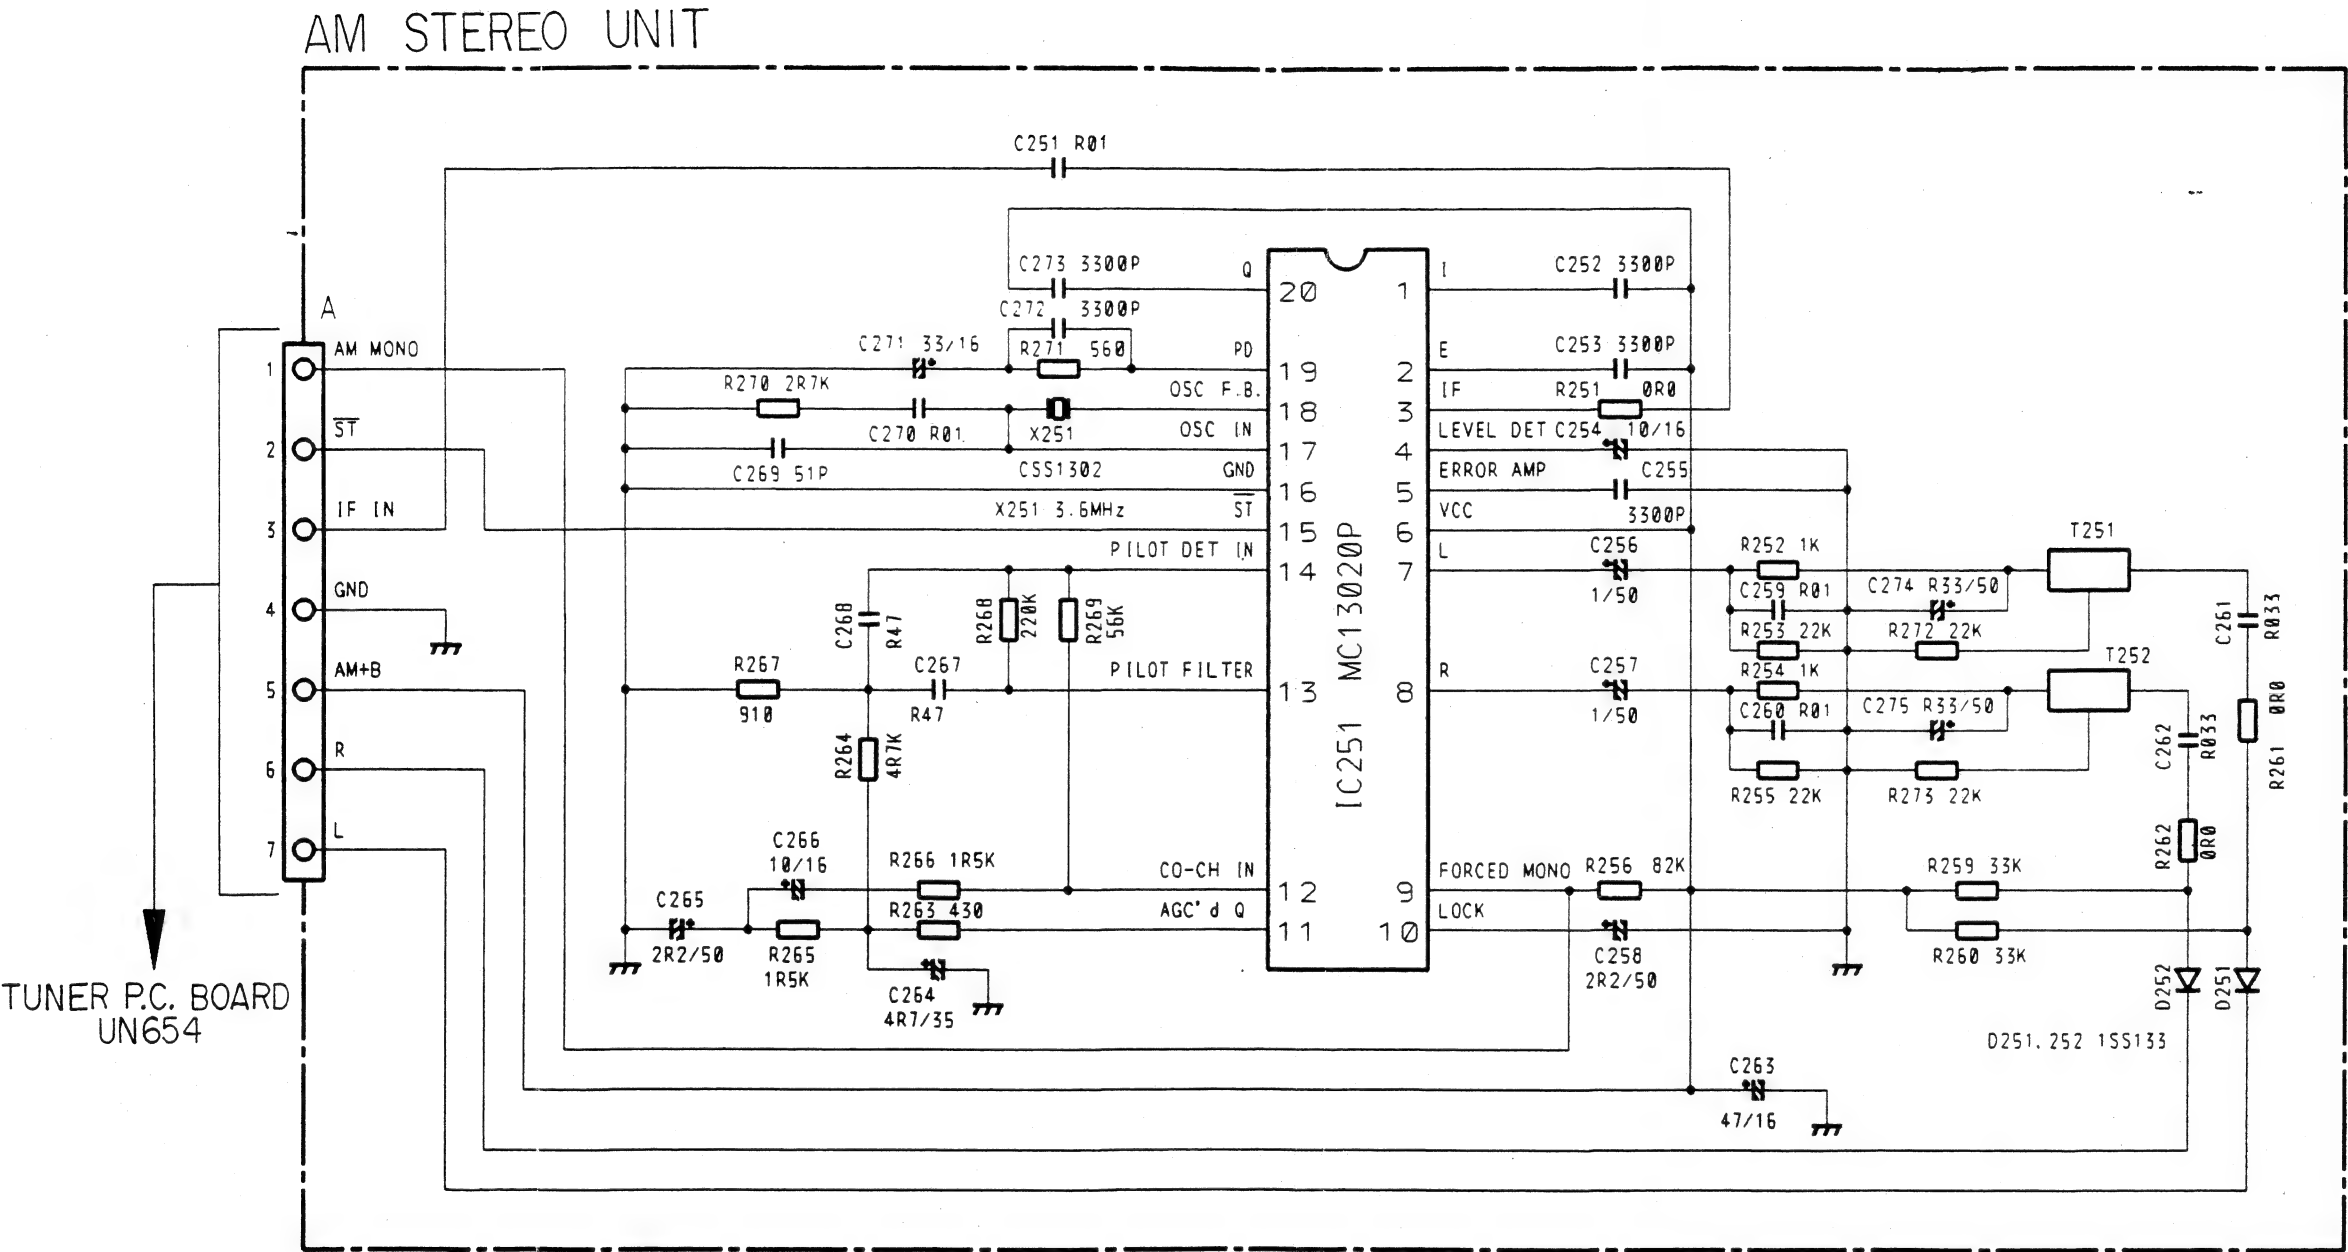 AM STEREO UNIT
C251 R01
C273 3300P
Q
20
1
I
C252 3300P
C272 3300P
A
1
AM MONO
C271 33/16
R271 560
PD
19
2
E
C253 3300P
R270 2R7K
OSC F.B.
18
3
IF
R251 0R0
2
ST
C270 R01
X251
OSC IN
17
4
LEVEL DET
C254 10/16
C269 51P
CSS1302
GND
16
5
ERROR AMP
C255
3300P
3
IF IN
X251 3.6MHz
ST
15
6
VCC
PILOT DET IN
14
7
L
C256
1/50
R252 1K
T251
C259 R01
C274 R33/50
4
GND
C268
R47
R268
220K
R269
56K
R253 22K
R272 22K
C261
R033
5
AM+B
R267
910
C267
R47
PILOT FILTER
13
8
R
C257
1/50
R254 1K
T252
C260 R01
C275 R33/50
IC251 MC13020P
R264
4R7K
6
R
R255 22K
R273 22K
C262
R033
R261
0R0
7
L
C266
10/16
R266 1R5K
CO-CH IN
12
9
FORCED MONO
R256 82K
R259 33K
R262
0R0
C265
2R2/50
R265
1R5K
R263 430
AGC'd Q
11
10
LOCK
C258
2R2/50
R260 33K
C264
4R7/35
D252
D251
D251.252 1SS133
TUNER P.C. BOARD
UN654
C263
47/16